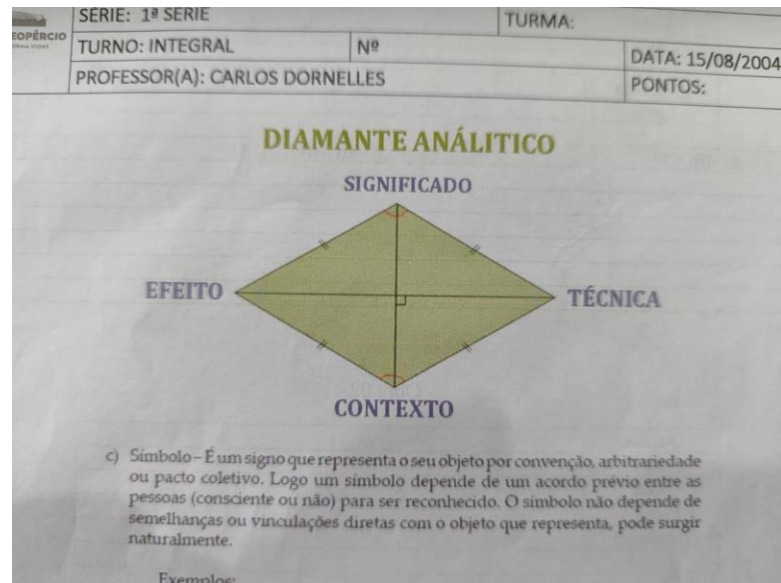 SÉRIE: 1ª SÉRIE
TURMA:
TURNO: INTEGRAL
Nº
DATA: 15/08/2004
PROFESSOR(A): CARLOS DORNELLES
PONTOS:
DIAMANTE ANÁLITICO
SIGNIFICADO
EFEITO
TÉCNICA
CONTEXTO
c) Símbolo – É um signo que representa o seu objeto por convenção, arbitrariedade
ou pacto coletivo. Logo um símbolo depende de um acordo prévio entre as
pessoas (consciente ou não) para ser reconhecido. O símbolo não depende de
semelhanças ou vinculações diretas com o objeto que representa, pode surgir
naturalmente.
Exemplos: